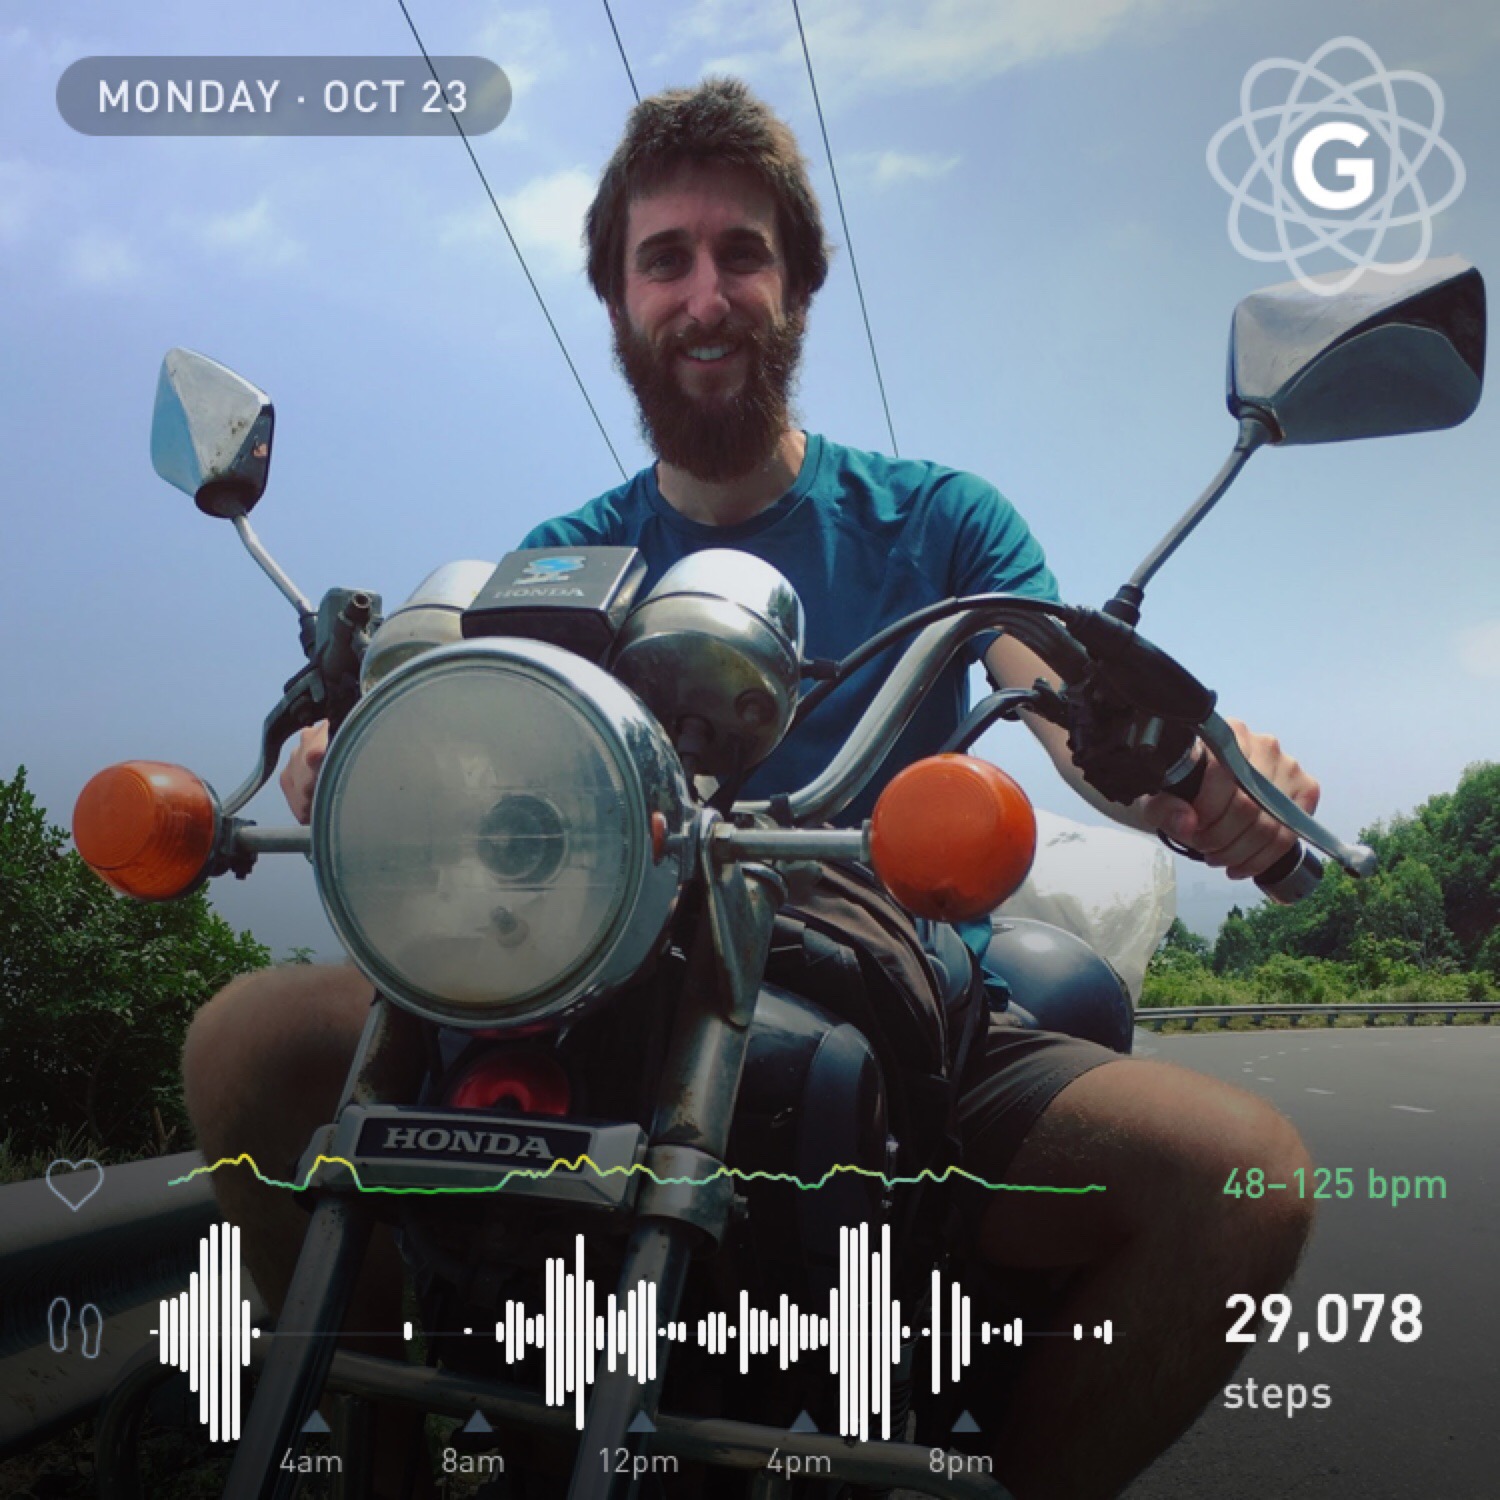 MONDAY · OCT 23
G
HONDA
HONDA
48–125 bpm
29,078
steps
4am 8am 12pm 4pm 8pm